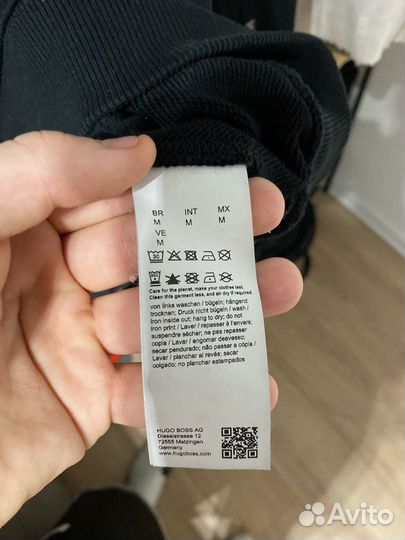 BR INT MX
M M M
VE
M
30
Care for the planet, make your clothes last.
Clean this garment less, and air dry if required.
von links waschen / bügeln; hängend
trocknen; Druck nicht bügeln / wash /
iron inside out; hang to dry; do not
iron print / Laver / repasser à l'envers;
suspendre sécher; ne pas repasser
copie / Lavar / engomar desavesso;
secar pendurado; não passar a cópia /
Lavar / planchar al revés; secar
colgado; no planchar estampados
HUGO BOSS AG
Dieselstrasse 12
72555 Metzingen
Germany
www.hugoboss.com
Avito